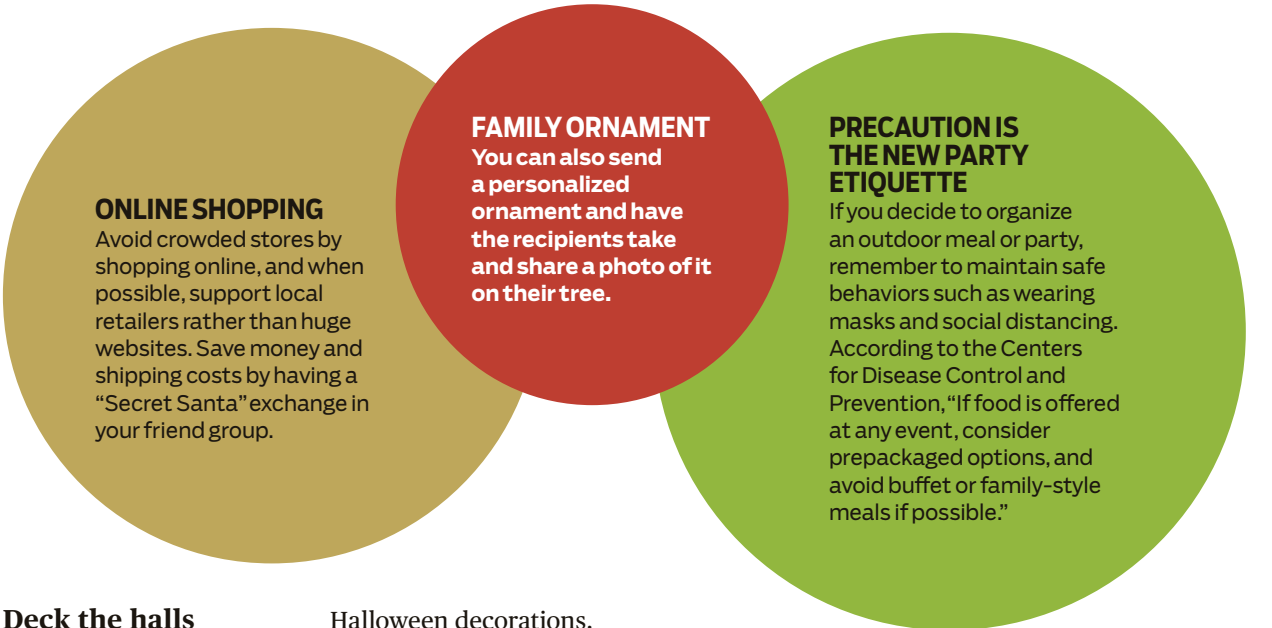 ONLINE SHOPPING
Avoid crowded stores by
shopping online, and when
possible, support local
retailers rather than huge
websites. Save money and
shipping costs by having a
“Secret Santa” exchange in
your friend group.
FAMILY ORNAMENT
You can also send
a personalized
ornament and have
the recipients take
and share a photo of it
on their tree.
PRECAUTION IS
THE NEW PARTY
ETIQUETTE
If you decide to organize
an outdoor meal or party,
remember to maintain safe
behaviors such as wearing
masks and social distancing.
According to the Centers
for Disease Control and
Prevention, “If food is offered
at any event, consider
prepackaged options, and
avoid buffet or family-style
meals if possible.”
Deck the halls
Halloween decorations,